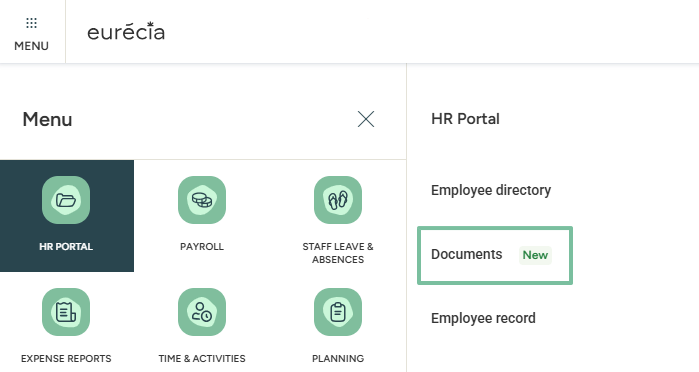 MENU
eurécia
Menu
HR PORTAL
PAYROLL
STAFF LEAVE &
ABSENCES
EXPENSE REPORTS
TIME & ACTIVITIES
PLANNING
HR Portal
Employee directory
Documents New
Employee record